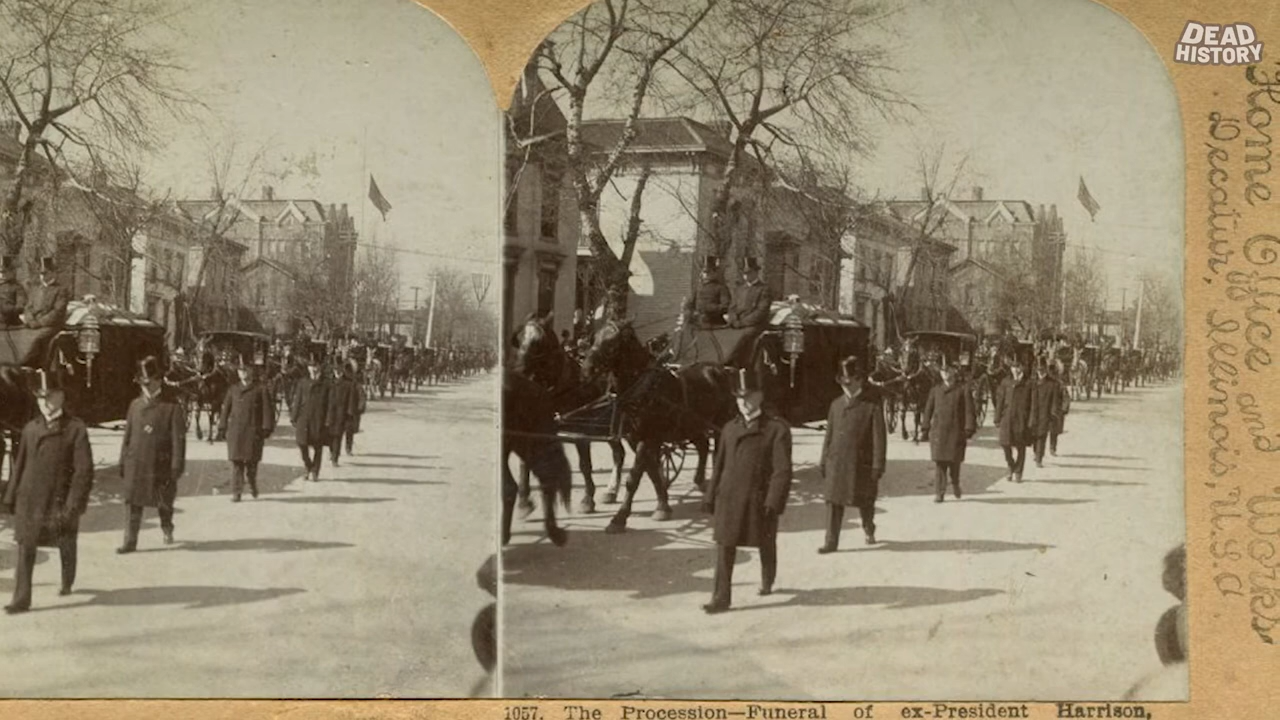 DEAD
HISTORY
Home Office and Works
Decatur, Illinois, U.S.A
1057. The Procession—Funeral of ex-President Harrison,